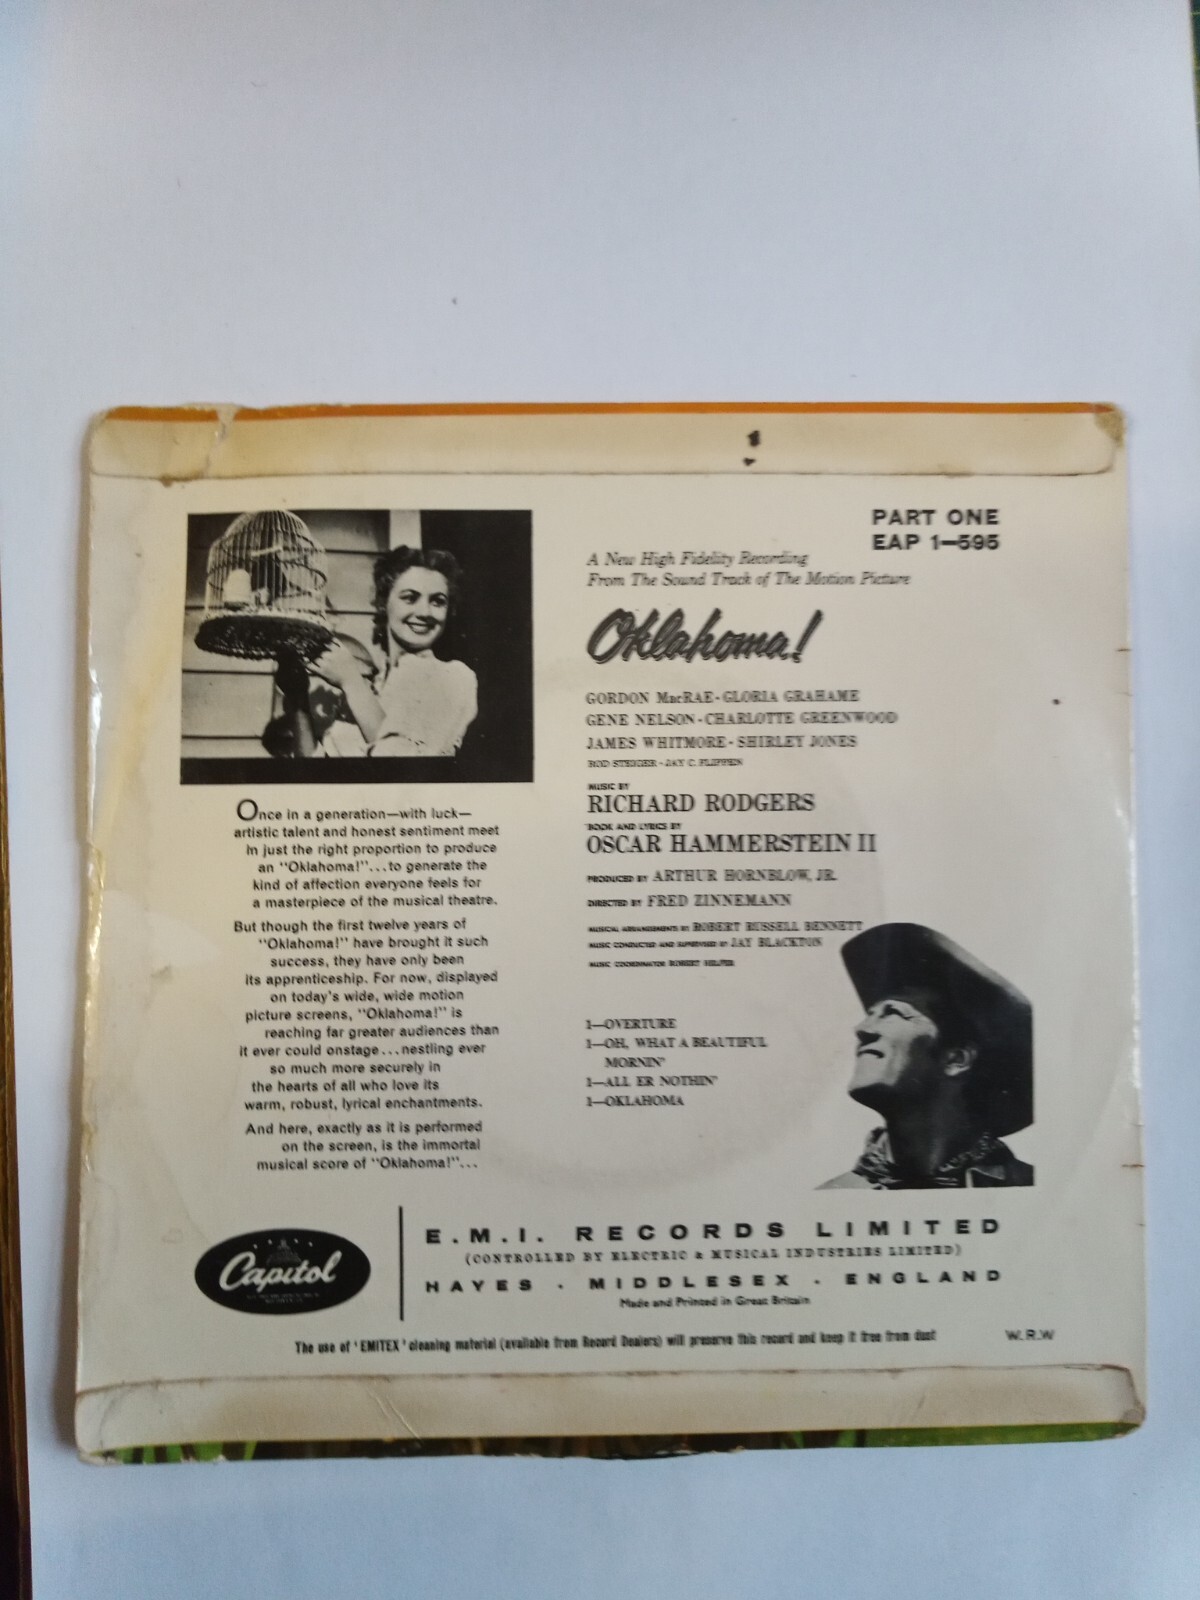 PART ONE
EAP 1—595
A New High Fidelity Recording
From The Sound Track of The Motion Picture
Oklahoma!
GORDON MacRAE - GLORIA GRAHAME
GENE NELSON - CHARLOTTE GREENWOOD
JAMES WHITMORE - SHIRLEY JONES
ROD STEIGER - JAY C. FLIPPEN
MUSIC BY
RICHARD RODGERS
BOOK AND LYRICS BY
OSCAR HAMMERSTEIN II
PRODUCED BY ARTHUR HORNBLOW, JR.
DIRECTED BY FRED ZINNEMANN
MUSICAL ARRANGEMENTS BY ROBERT RUSSELL BENNETT
MUSIC CONDUCTED AND SUPERVISED BY JAY BLACKTON
MUSIC COORDINATOR ROBERT HELFER
1—OVERTURE
1—OH, WHAT A BEAUTIFUL
MORNIN'
1—ALL ER NOTHIN'
1—OKLAHOMA
Once in a generation—with luck—
artistic talent and honest sentiment meet
in just the right proportion to produce
an "Oklahoma!"...to generate the
kind of affection everyone feels for
a masterpiece of the musical theatre.
But though the first twelve years of
"Oklahoma!" have brought it such
success, they have only been
its apprenticeship. For now, displayed
on today's wide, wide motion
picture screens, "Oklahoma!" is
reaching far greater audiences than
it ever could onstage...nestling ever
so much more securely in
the hearts of all who love its
warm, robust, lyrical enchantments.
And here, exactly as it is performed
on the screen, is the immortal
musical score of "Oklahoma!"...
Capitol
E.M.I. RECORDS LIMITED
(CONTROLLED BY ELECTRIC & MUSICAL INDUSTRIES LIMITED)
HAYES . MIDDLESEX . ENGLAND
Made and Printed in Great Britain
The use of 'EMITEX' cleaning material (available from Record Dealers) will preserve this record and keep it free from dust
W.R.W